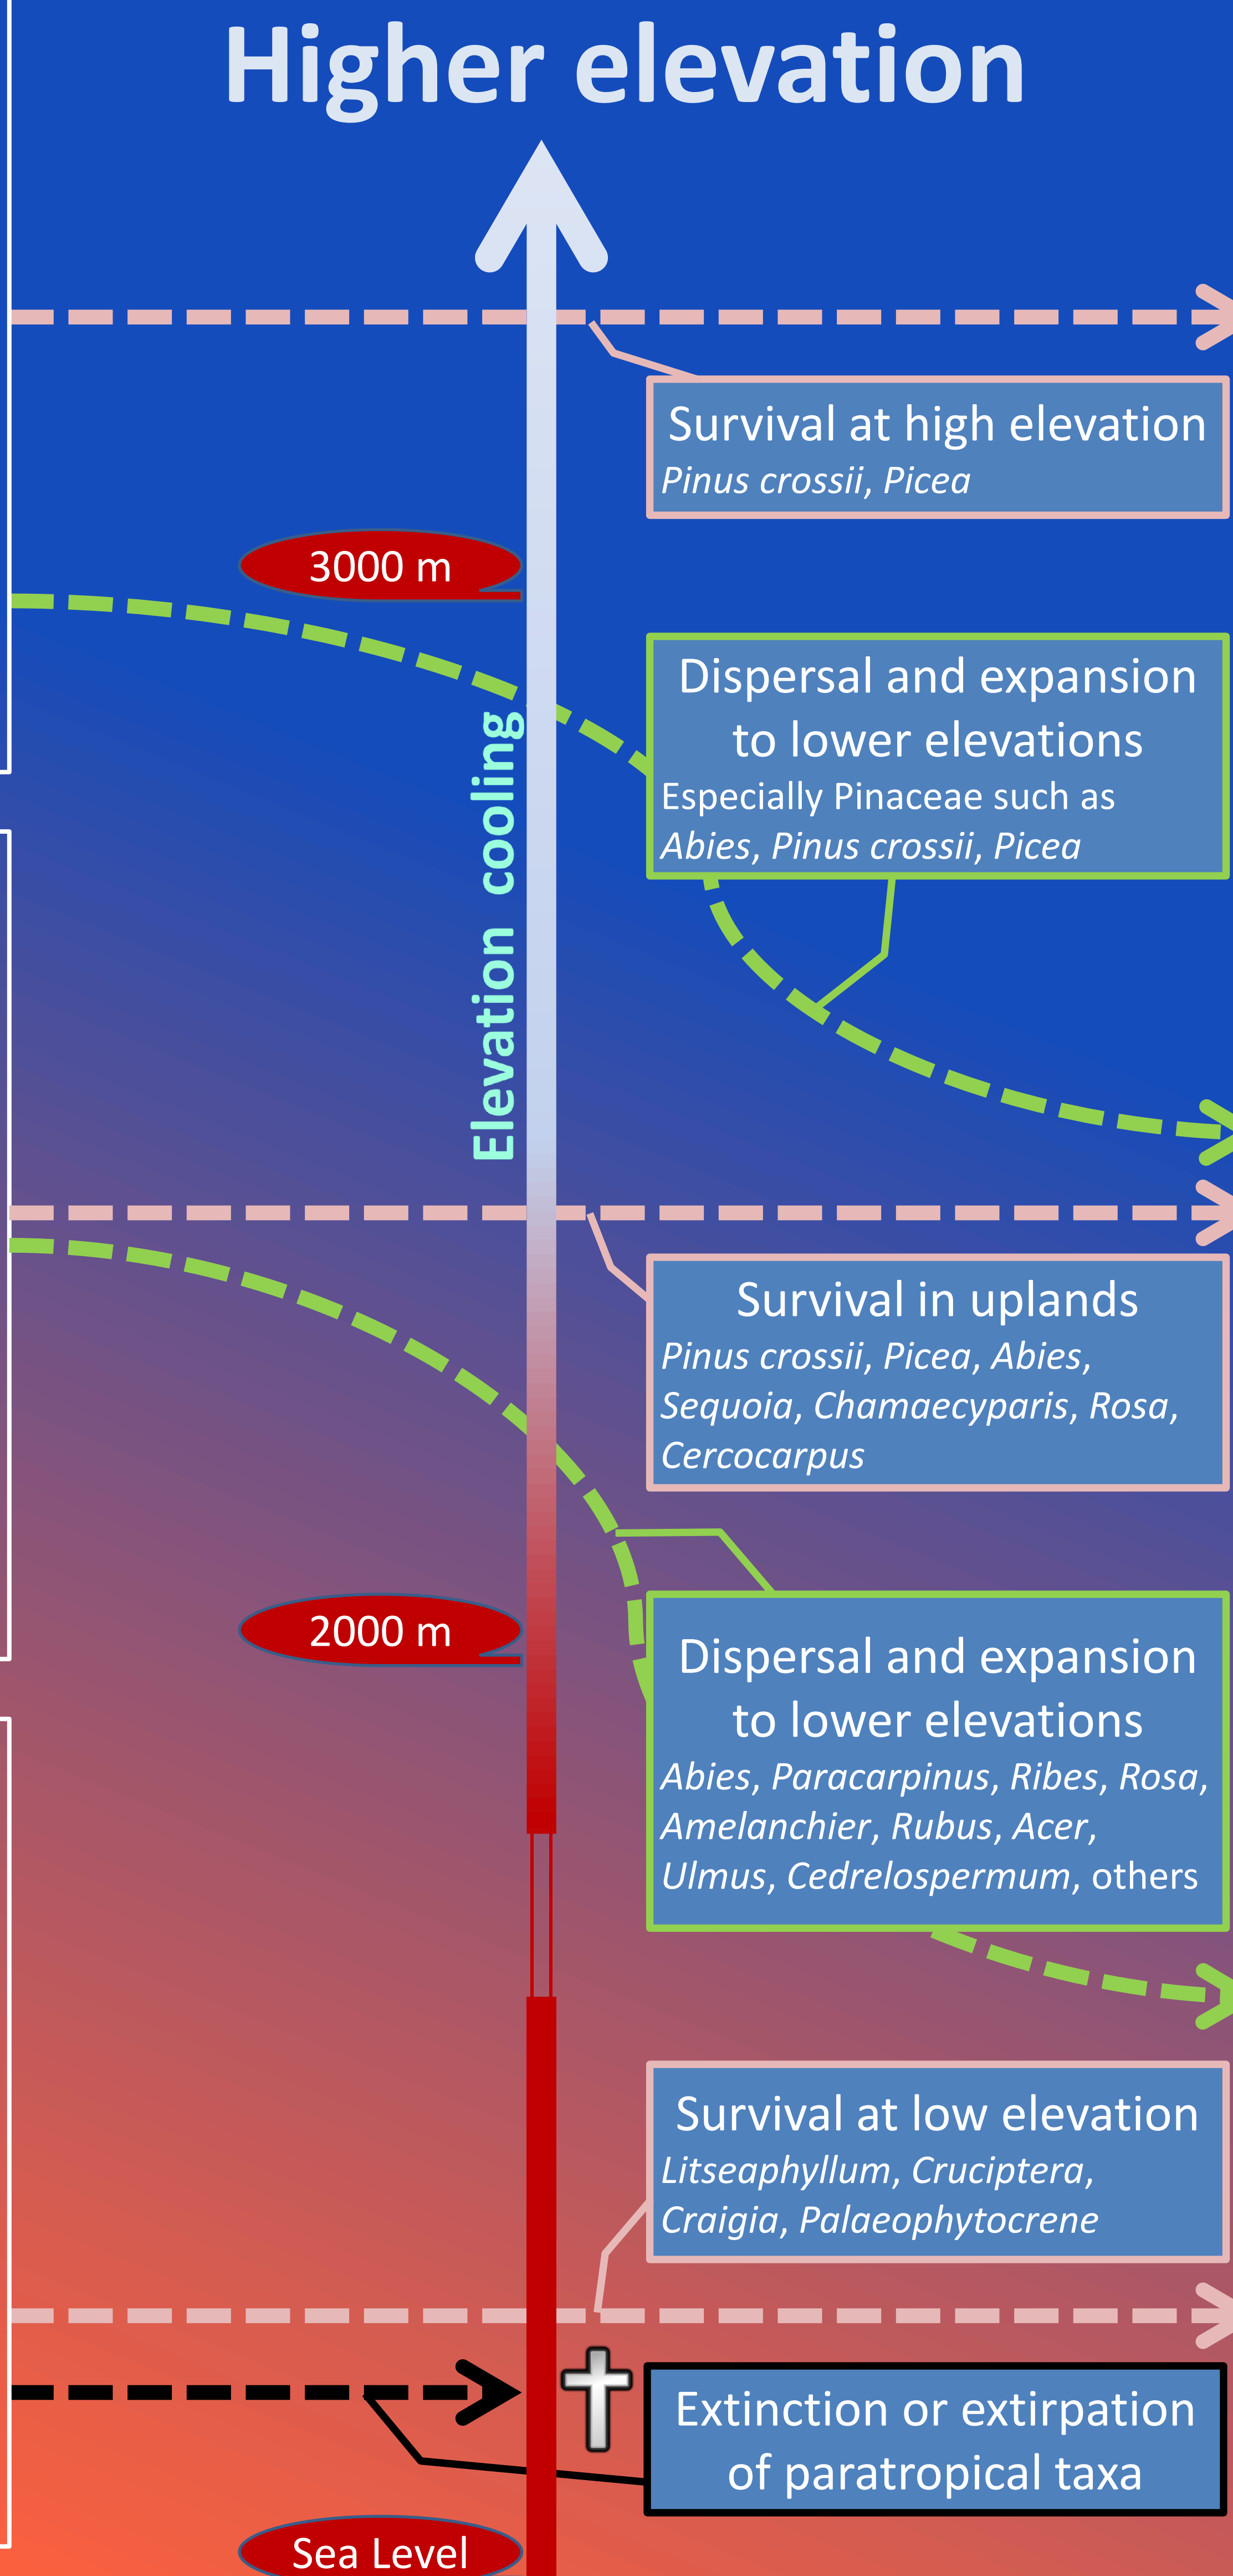 Higher elevation
Survival at high elevation
Pinus crossii, Picea
3000 m
Dispersal and expansion
to lower elevations
Especially Pinaceae such as
Abies, Pinus crossii, Picea
Elevation cooling
Survival in uplands
Pinus crossii, Picea, Abies,
Sequoia, Chamaecyparis, Rosa,
Cercocarpus
2000 m
Dispersal and expansion
to lower elevations
Abies, Paracarpinus, Ribes, Rosa,
Amelanchier, Rubus, Acer,
Ulmus, Cedrelospermum, others
Survival at low elevation
Litseaphyllum, Cruciptera,
Craigia, Palaeophytocrene
Extinction or extirpation
of paratropical taxa
Sea Level